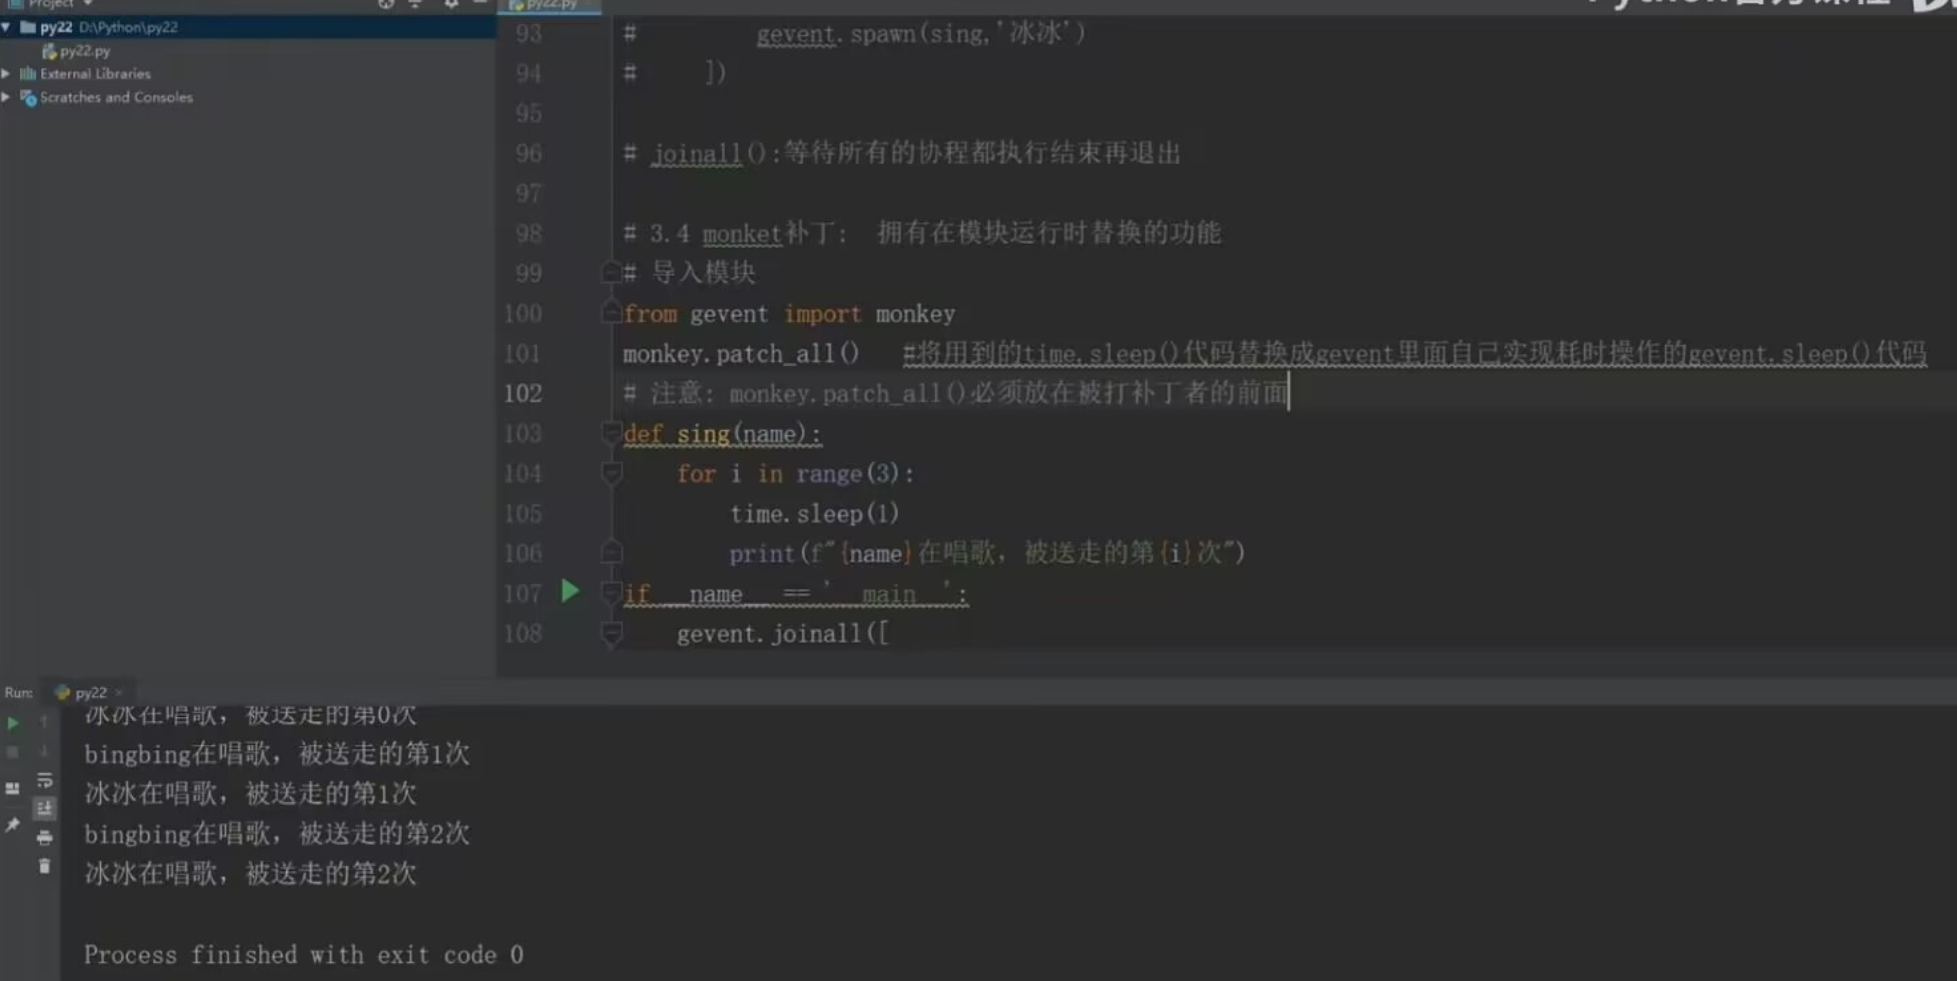 Project
py22 D:\Python\py22
py22.py
External Libraries
Scratches and Consoles
py22.py
93 # gevent.spawn(sing,'冰冰')
94 # ])
95
96 # joinall():等待所有的协程都执行结束再退出
97
98 # 3.4 monket补丁: 拥有在模块运行时替换的功能
99 # 导入模块
100 from gevent import monkey
101 monkey.patch_all() #将用到的time.sleep()代码替换成gevent里面自己实现耗时操作的gevent.sleep()代码
102 # 注意: monkey.patch_all()必须放在被打补丁者的前面
103 def sing(name):
104 for i in range(3):
105 time.sleep(1)
106 print(f"{name}在唱歌, 被送走的第{i}次")
107 if __name__ == '__main__':
108 gevent.joinall([
Run: py22
冰冰在唱歌, 被送走的第0次
bingbing在唱歌, 被送走的第1次
冰冰在唱歌, 被送走的第1次
bingbing在唱歌, 被送走的第2次
冰冰在唱歌, 被送走的第2次
Process finished with exit code 0